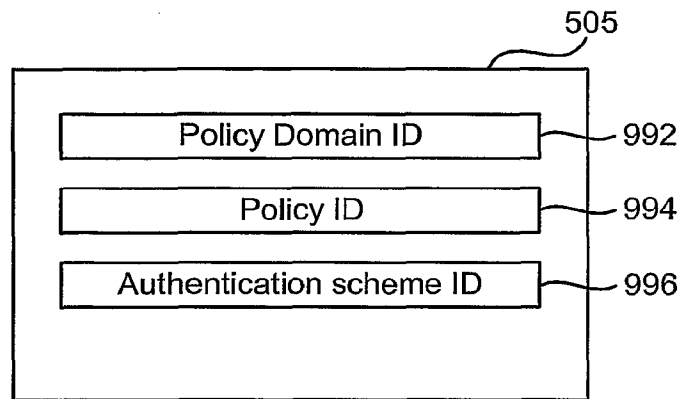 505
Policy Domain ID 992
Policy ID 994
Authentication scheme ID 996